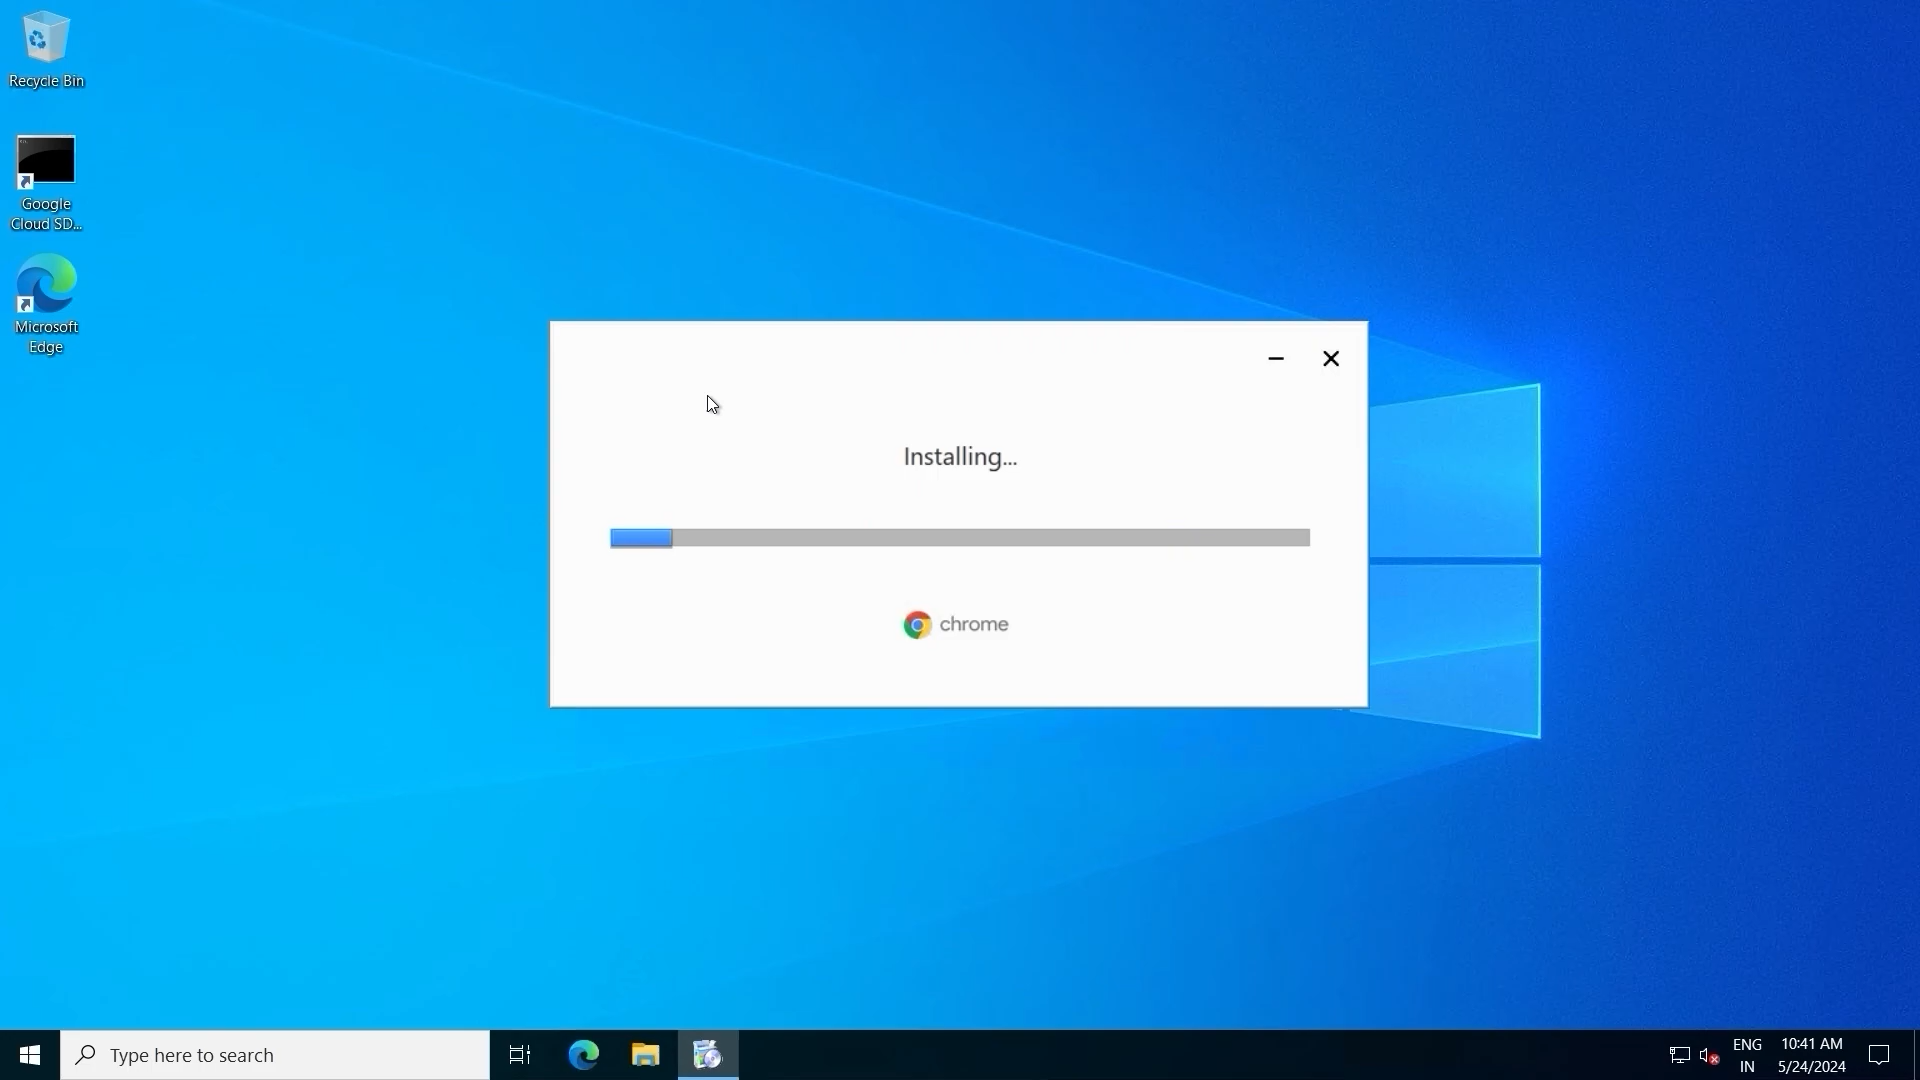 Recycle Bin
Google
Cloud SD...
Microsoft
Edge
Installing...
chrome
Type here to search
ENG
IN
10:41 AM
5/24/2024